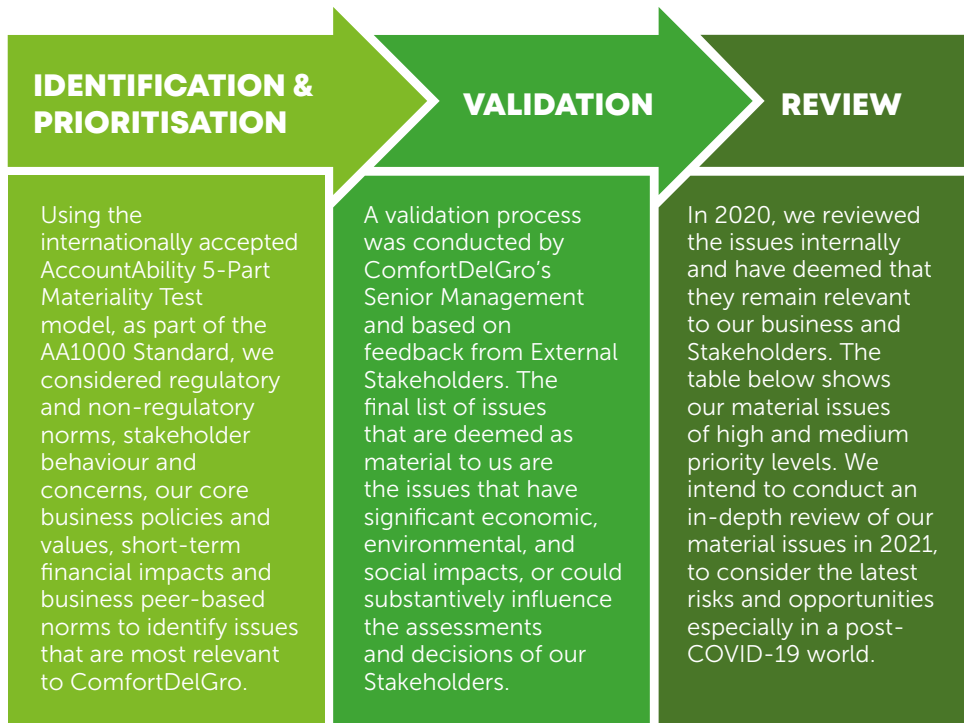 IDENTIFICATION &
PRIORITISATION
Using the
internationally accepted
AccountAbility 5-Part
Materiality Test
model, as part of the
AA1000 Standard, we
considered regulatory
and non-regulatory
norms, stakeholder
behaviour and
concerns, our core
business policies and
values, short-term
financial impacts and
business peer-based
norms to identify issues
that are most relevant
to ComfortDelGro.
VALIDATION
A validation process
was conducted by
ComfortDelGro’s
Senior Management
and based on
feedback from External
Stakeholders. The
final list of issues
that are deemed as
material to us are
the issues that have
significant economic,
environmental, and
social impacts, or could
substantively influence
the assessments
and decisions of our
Stakeholders.
REVIEW
In 2020, we reviewed
the issues internally
and have deemed that
they remain relevant
to our business and
Stakeholders. The
table below shows
our material issues
of high and medium
priority levels. We
intend to conduct an
in-depth review of our
material issues in 2021,
to consider the latest
risks and opportunities
especially in a post-
COVID-19 world.